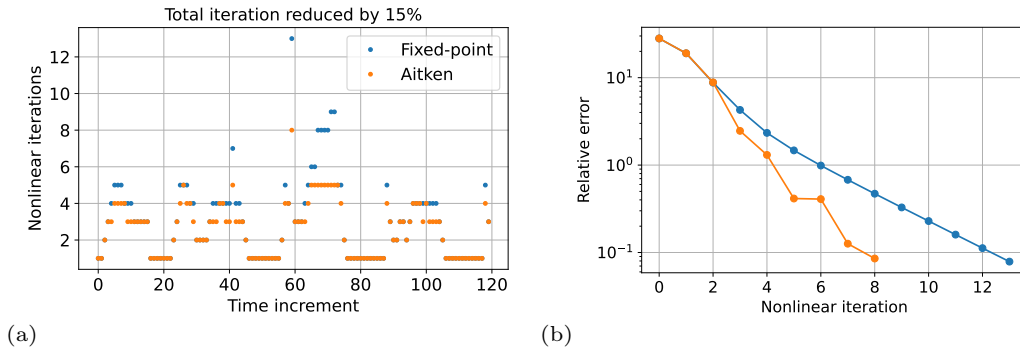 Total iteration reduced by 15%
Nonlinear iterations
12
10
8
6
4
2
Fixed-point
Aitken
0 20 40 60 80 100 120
Time increment
(a)
Relative error
10^1
10^0
10^−1
0 2 4 6 8 10 12
Nonlinear iteration
(b)